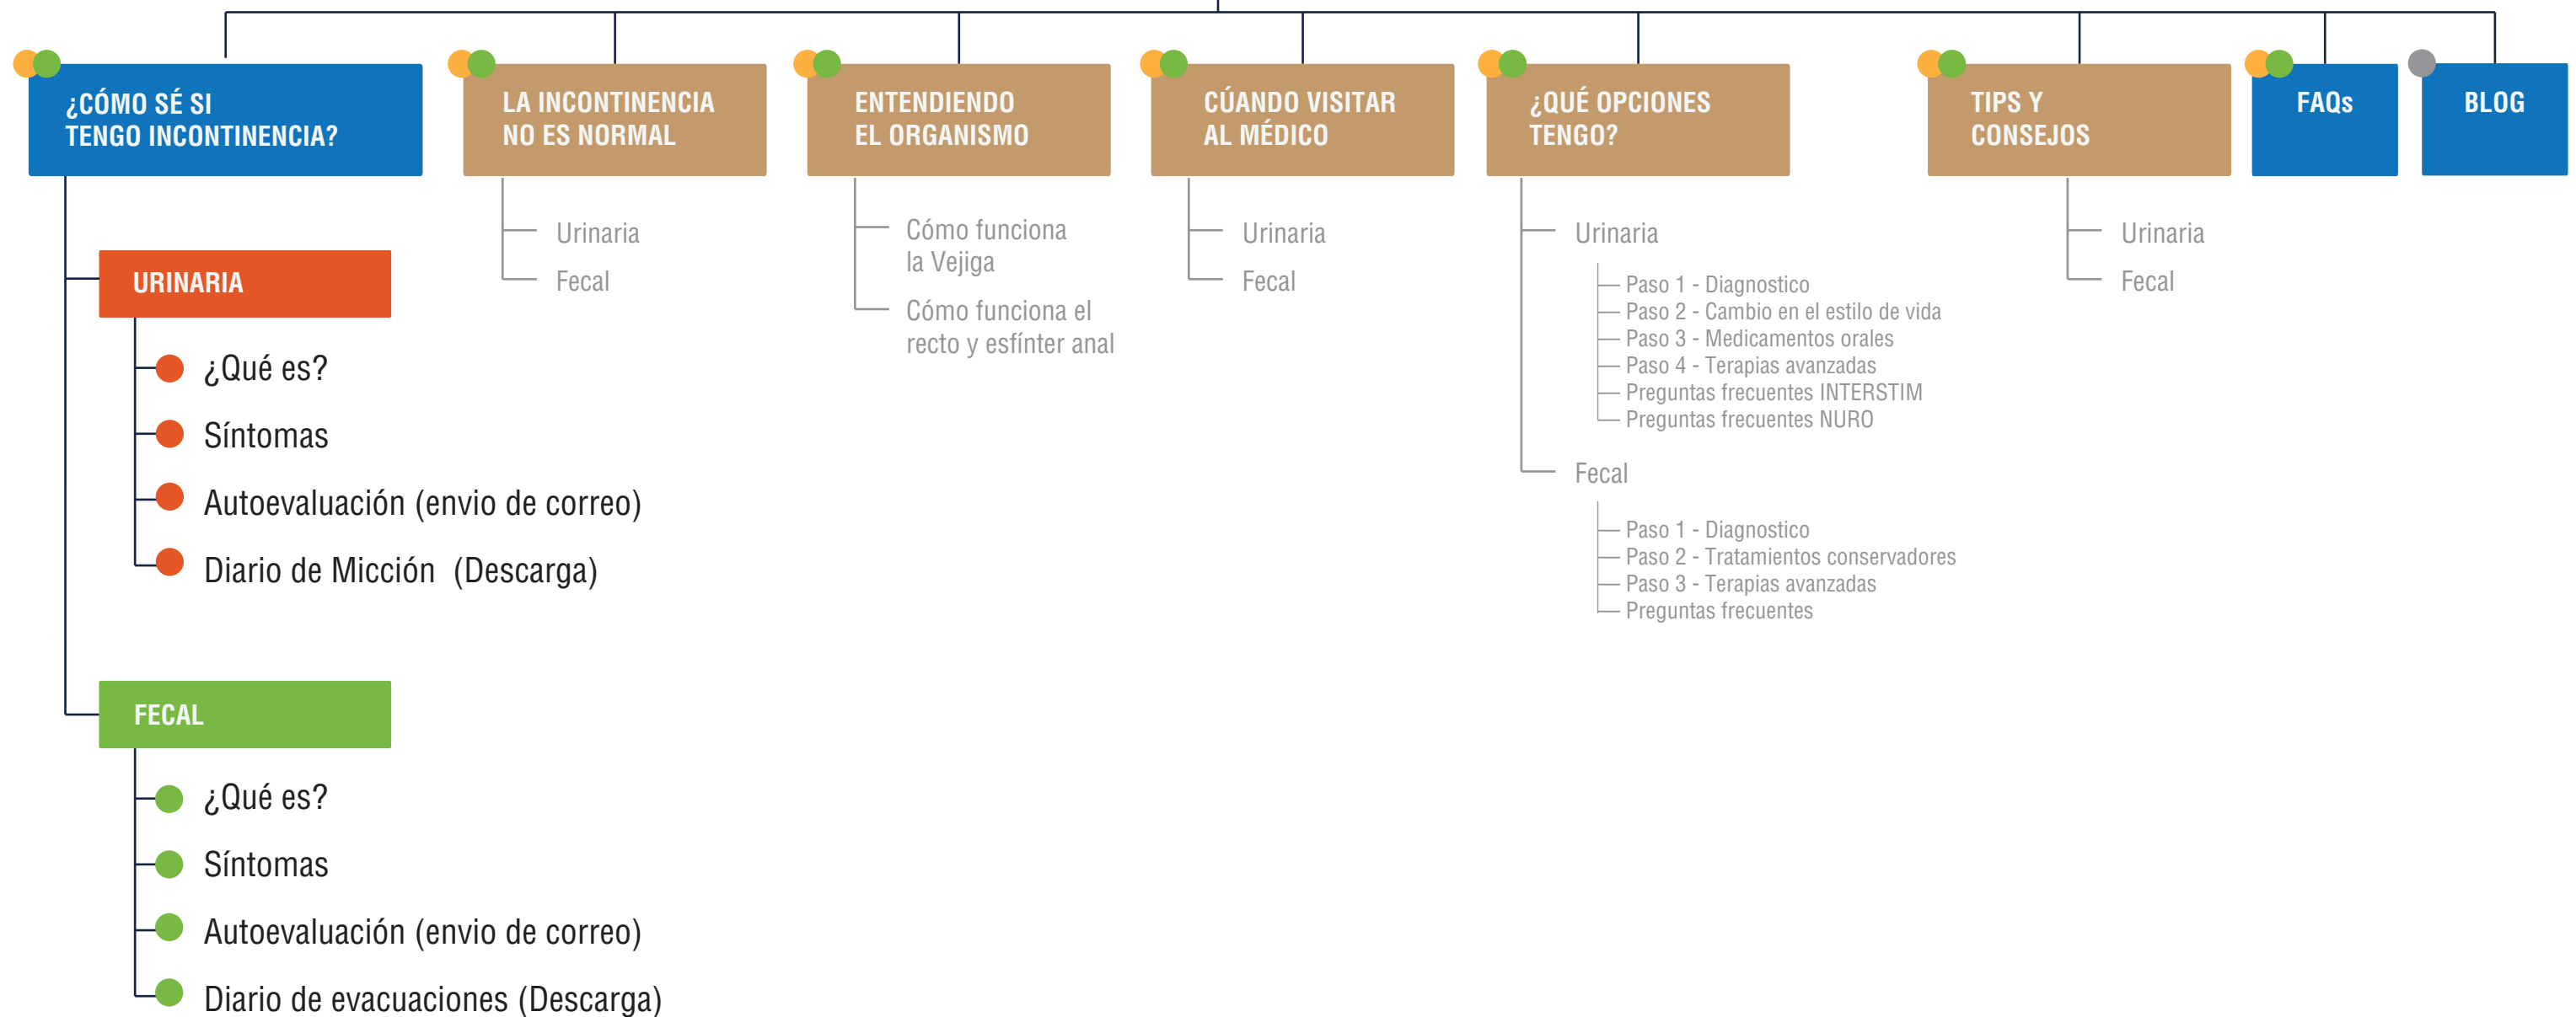 ¿CÓMO SÉ SI
TENGO INCONTINENCIA?
URINARIA
¿Qué es?
Síntomas
Autoevaluación (envio de correo)
Diario de Micción  (Descarga)
FECAL
¿Qué es?
Síntomas
Autoevaluación (envio de correo)
Diario de evacuaciones (Descarga)
LA INCONTINENCIA
NO ES NORMAL
Urinaria
Fecal
ENTENDIENDO
EL ORGANISMO
Cómo funciona
la Vejiga
Cómo funciona el
recto y esfínter anal
CÚANDO VISITAR
AL MÉDICO
Urinaria
Fecal
¿QUÉ OPCIONES
TENGO?
Urinaria
Paso 1 - Diagnostico
Paso 2 - Cambio en el estilo de vida
Paso 3 - Medicamentos orales
Paso 4 - Terapias avanzadas
Preguntas frecuentes INTERSTIM
Preguntas frecuentes NURO
Fecal
Paso 1 - Diagnostico
Paso 2 - Tratamientos conservadores
Paso 3 - Terapias avanzadas
Preguntas frecuentes
TIPS Y
CONSEJOS
Urinaria
Fecal
FAQs
BLOG